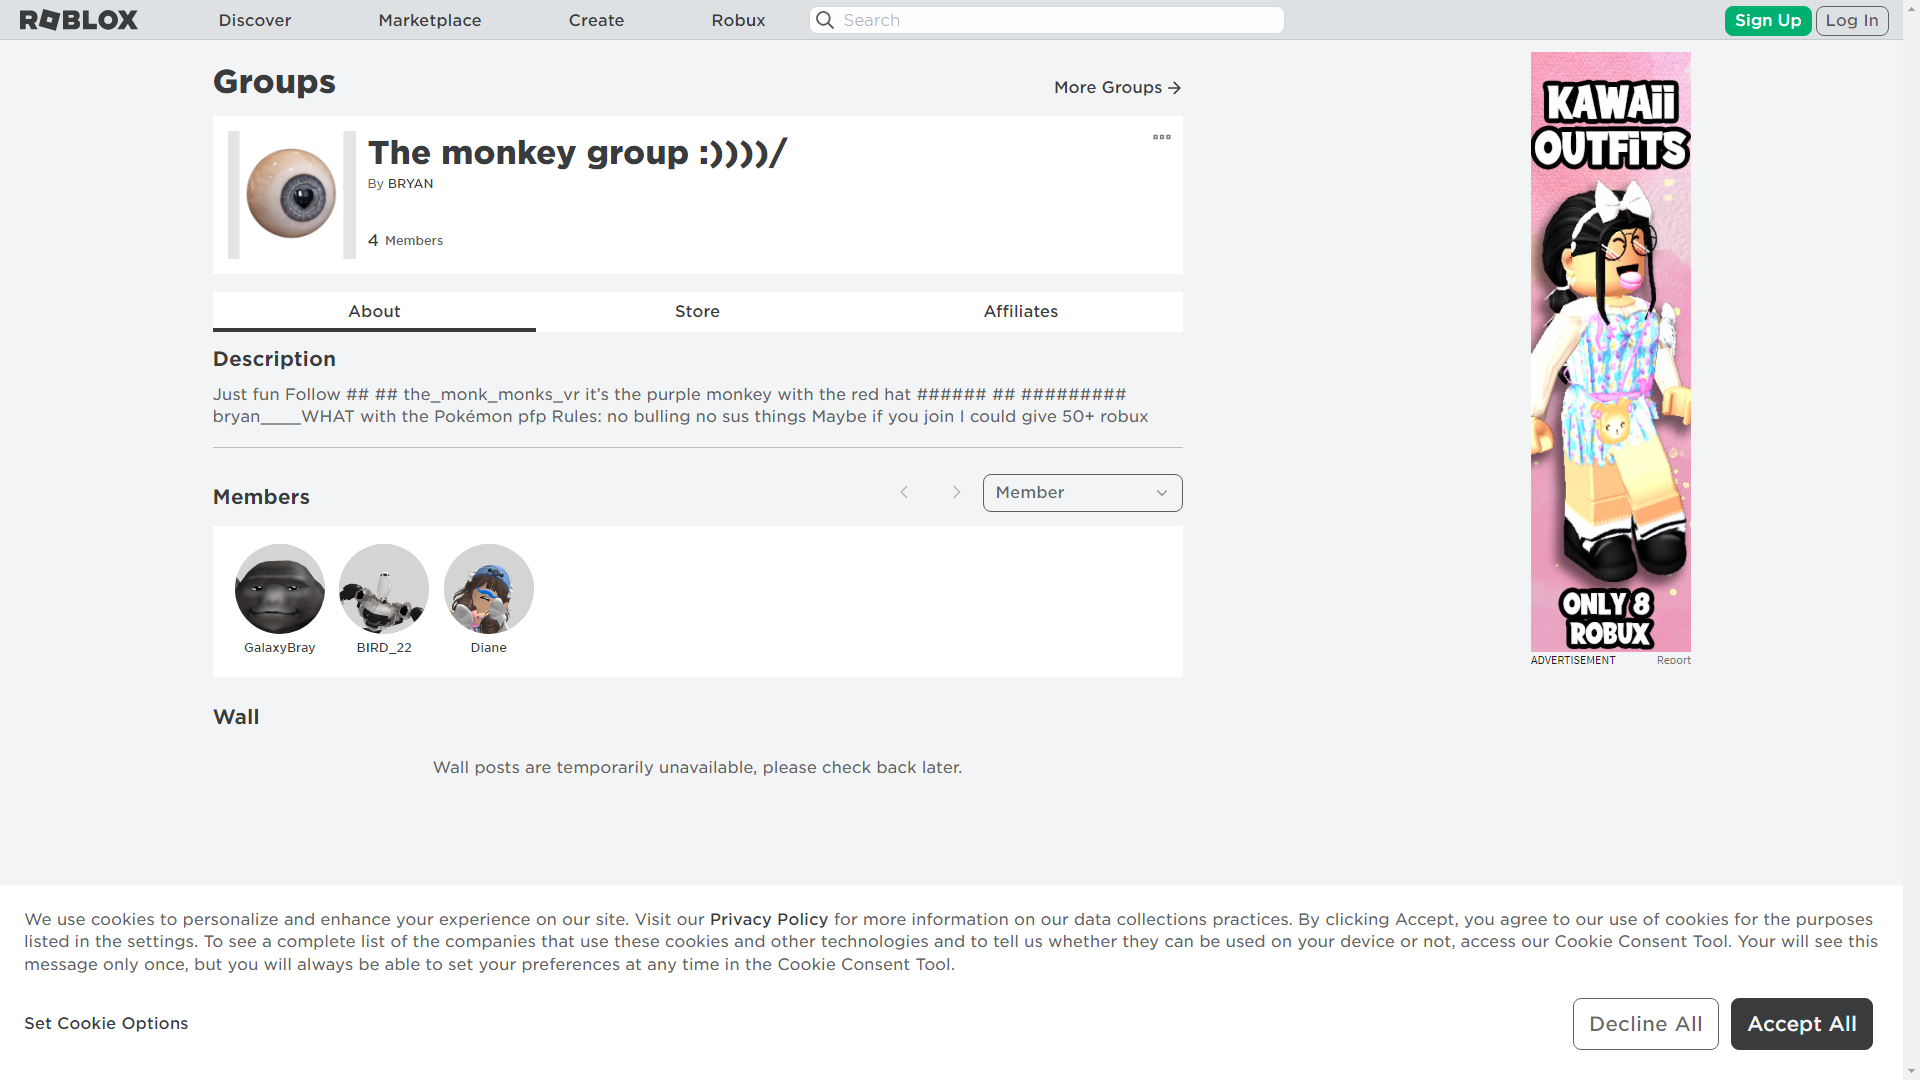 ROBLOX Discover Marketplace Create Robux Search Sign Up Log In
Groups
More Groups
The monkey group :))))/
By BRYAN
4 Members
About Store Affiliates
Description
Just fun Follow ## ## the_monk_monks_vr it’s the purple monkey with the red hat ###### ## #########
bryan____WHAT with the Pokémon pfp Rules: no bulling no sus things Maybe if you join I could give 50+ robux
Members
Member
GalaxyBray BIRD_22 Diane
Wall
Wall posts are temporarily unavailable, please check back later.
KAWAii
OUTFiTS
ONLY 8
ROBUX
ADVERTISEMENT Report
We use cookies to personalize and enhance your experience on our site. Visit our Privacy Policy for more information on our data collections practices. By clicking Accept, you agree to our use of cookies for the purposes
listed in the settings. To see a complete list of the companies that use these cookies and other technologies and to tell us whether they can be used on your device or not, access our Cookie Consent Tool. Your will see this
message only once, but you will always be able to set your preferences at any time in the Cookie Consent Tool.
Set Cookie Options
Decline All Accept All